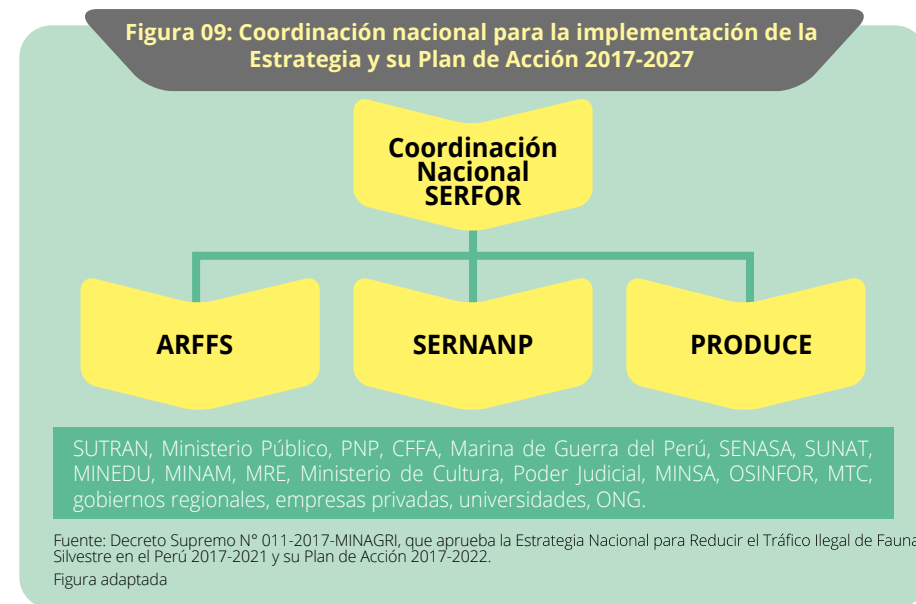 Figura 09: Coordinación nacional para la implementación de la
Estrategia y su Plan de Acción 2017-2027
Coordinación
Nacional
SERFOR
ARFFS
SERNANP
PRODUCE
SUTRAN, Ministerio Público, PNP, CFFA, Marina de Guerra del Perú, SENASA, SUNAT,
MINEDU, MINAM, MRE, Ministerio de Cultura, Poder Judicial, MINSA, OSINFOR, MTC,
gobiernos regionales, empresas privadas, universidades, ONG.
Fuente: Decreto Supremo N° 011-2017-MINAGRI, que aprueba la Estrategia Nacional para Reducir el Tráfico Ilegal de Fauna
Silvestre en el Perú 2017-2021 y su Plan de Acción 2017-2022.
Figura adaptada